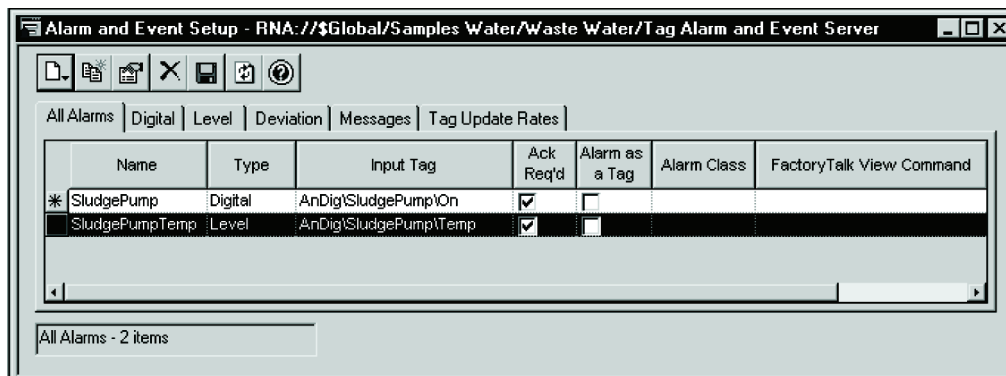 Alarm and Event Setup - RNA://$Global/Samples Water/Waste Water/Tag Alarm and Event Server
All Alarms Digital Level Deviation Messages Tag Update Rates
Name Type Input Tag Ack Req'd Alarm as a Tag Alarm Class FactoryTalk View Command
SludgePump Digital AnDig\SludgePump\On
SludgePumpTemp Level AnDig\SludgePump\Temp
All Alarms - 2 items